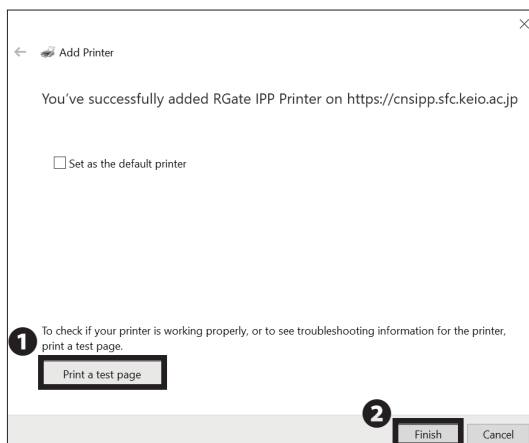 Add Printer
You've successfully added RGate IPP Printer on https://cnsipp.sfc.keio.ac.jp
Set as the default printer
1
To check if your printer is working properly, or to see troubleshooting information for the printer,
print a test page.
Print a test page
2
Finish Cancel